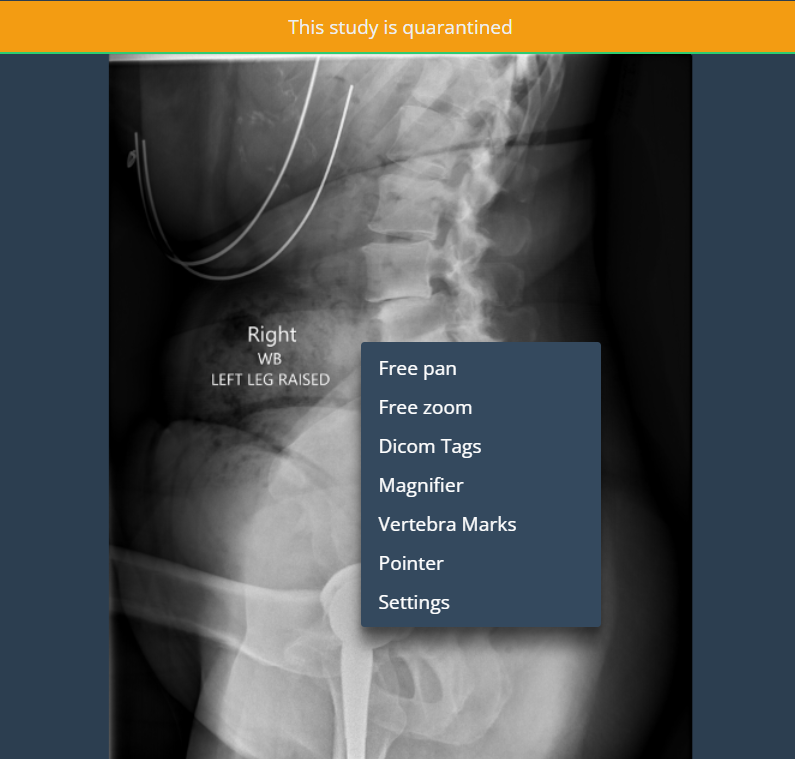 This study is quarantined
Right
WB
LEFT LEG RAISED
Free pan
Free zoom
Dicom Tags
Magnifier
Vertebra Marks
Pointer
Settings